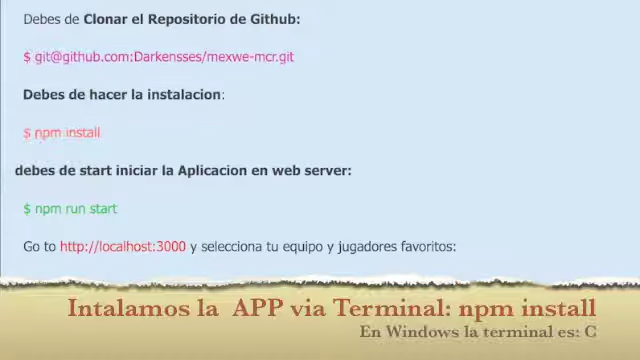 Debes de Clonar el Repositorio de Github:
$ git@github.com:Darkensses/mexwe-mcr.git
Debes de hacer la instalacion:
$ npm install
debes de start iniciar la Aplicacion en web server:
$ npm run start
Go to http://localhost:3000 y selecciona tu equipo y jugadores favoritos:
Intalamos la APP via Terminal: npm install
En Windows la terminal es: C